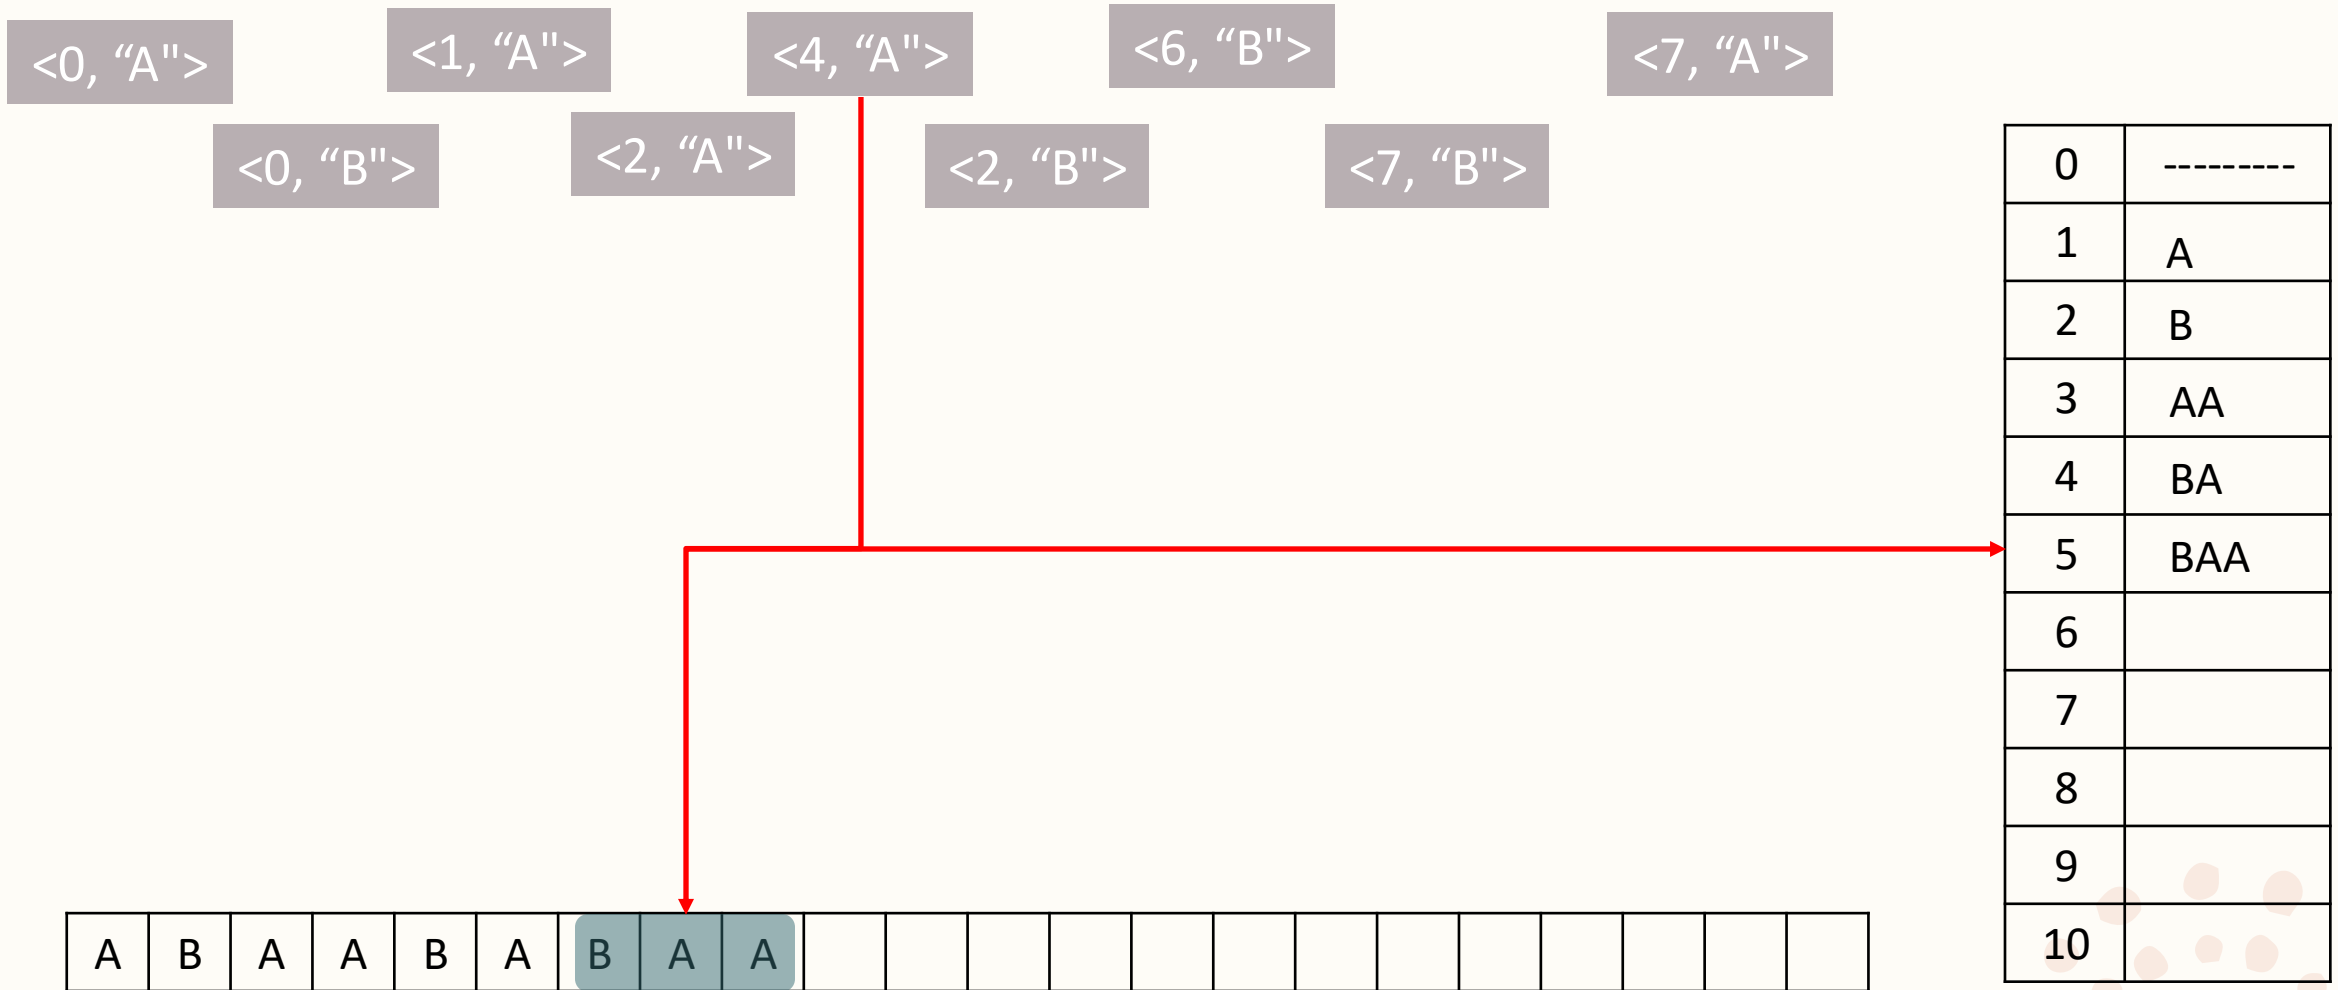 <0, “A"> <1, “A"> <4, “A"> <6, “B"> <7, “A">
<0, “B"> <2, “A"> <2, “B"> <7, “B">
0 ---------
1 A
2 B
3 AA
4 BA
5 BAA
6
7
8
9
10
A B A A B A B A A